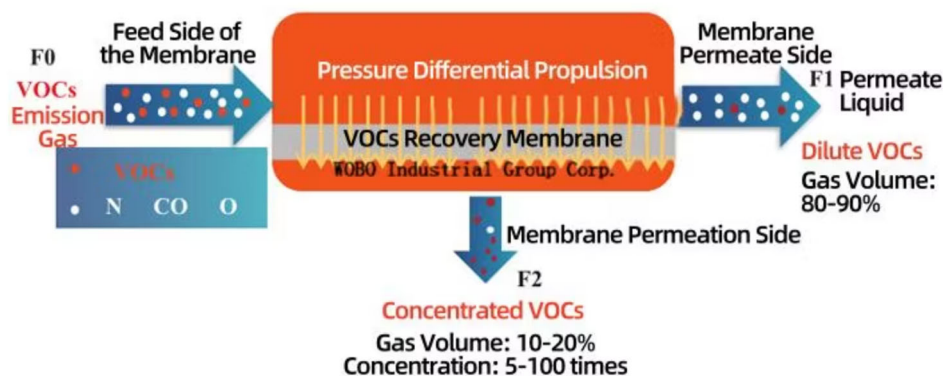 F0
VOCs
Emission
Gas
Feed Side of
the Membrane
VOCs
N CO O
Pressure Differential Propulsion
VOCs Recovery Membrane
WOBO Industrial Group Corp.
Membrane
Permeate Side
F1 Permeate
Liquid
Dilute VOCs
Gas Volume:
80-90%
Membrane Permeation Side
F2
Concentrated VOCs
Gas Volume: 10-20%
Concentration: 5-100 times